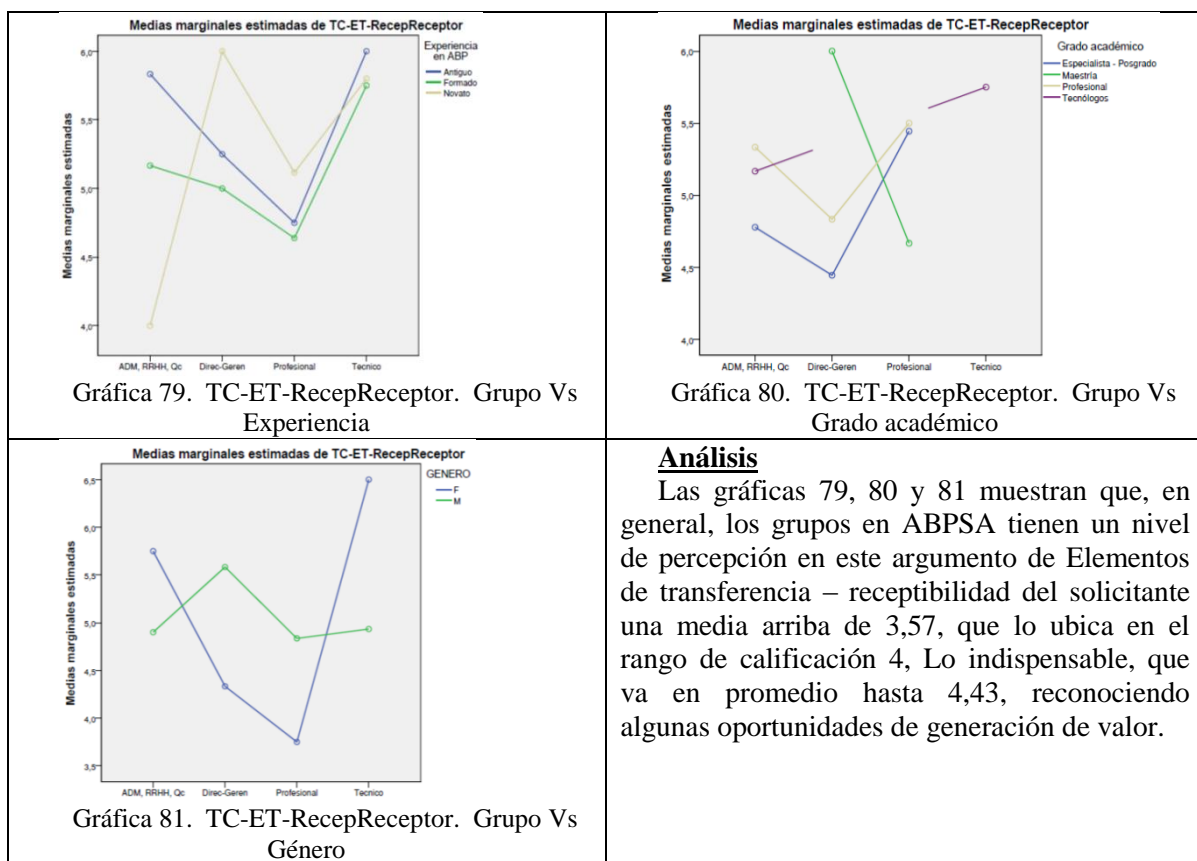 Medias marginales estimadas de TC-ET-RecepReceptor
Experiencia
en ABP
Antiguo
Formado
Novato
Medias marginales estimadas
6,0
5,5
5,0
4,5
4,0
ADM, RRHH, Qc
Direc-Geren
Profesional
Tecnico
Gráfica 79. TC-ET-RecepReceptor. Grupo Vs
Experiencia
Medias marginales estimadas de TC-ET-RecepReceptor
Grado académico
Especialista - Posgrado
Maestría
Profesional
Tecnólogos
Medias marginales estimadas
6,0
5,5
5,0
4,5
4,0
ADM, RRHH, Qc
Direc-Geren
Profesional
Tecnico
Gráfica 80. TC-ET-RecepReceptor. Grupo Vs
Grado académico
Medias marginales estimadas de TC-ET-RecepReceptor
GENERO
F
M
Medias marginales estimadas
6,5
6,0
5,5
5,0
4,5
4,0
3,5
ADM, RRHH, Qc
Direc-Geren
Profesional
Tecnico
Gráfica 81. TC-ET-RecepReceptor. Grupo Vs
Género
Análisis
Las gráficas 79, 80 y 81 muestran que, en
general, los grupos en ABPSA tienen un nivel
de percepción en este argumento de Elementos
de transferencia – receptibilidad del solicitante
una media arriba de 3,57, que lo ubica en el
rango de calificación 4, Lo indispensable, que
va en promedio hasta 4,43, reconociendo
algunas oportunidades de generación de valor.